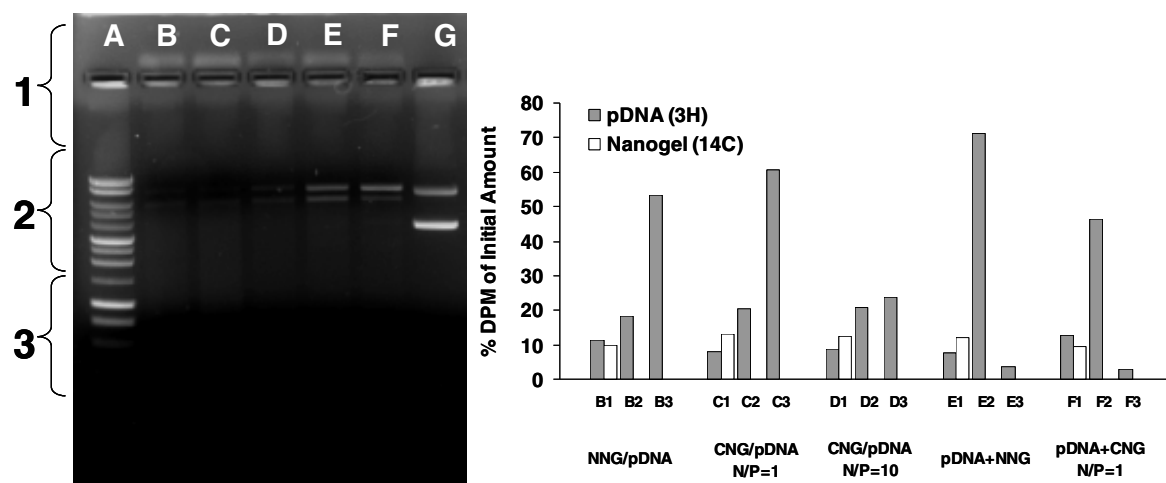 A B C D E F G
1
2
3
% DPM of Initial Amount
80
70
60
50
40
30
20
10
0
pDNA (3H)
Nanogel (14C)
B1 B2 B3 C1 C2 C3 D1 D2 D3 E1 E2 E3 F1 F2 F3
NNG/pDNA
CNG/pDNA
N/P=1
CNG/pDNA
N/P=10
pDNA+NNG
pDNA+CNG
N/P=1